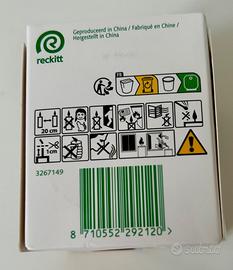 reckitt
Geproduceerd in China / Fabriqué en Chine /
Hergestellt in China
20 cm
1cm
3267149
8 710552 292120 >